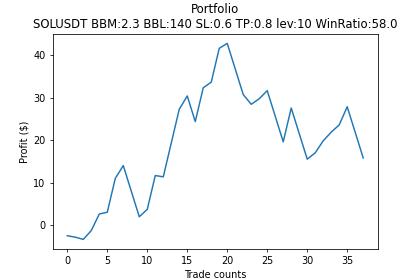 Portfolio
SOLUSDT BBM:2.3 BBL:140 SL:0.6 TP:0.8 lev:10 WinRatio:58.0
Profit ($)
40
30
20
10
0
0 5 10 15 20 25 30 35
Trade counts